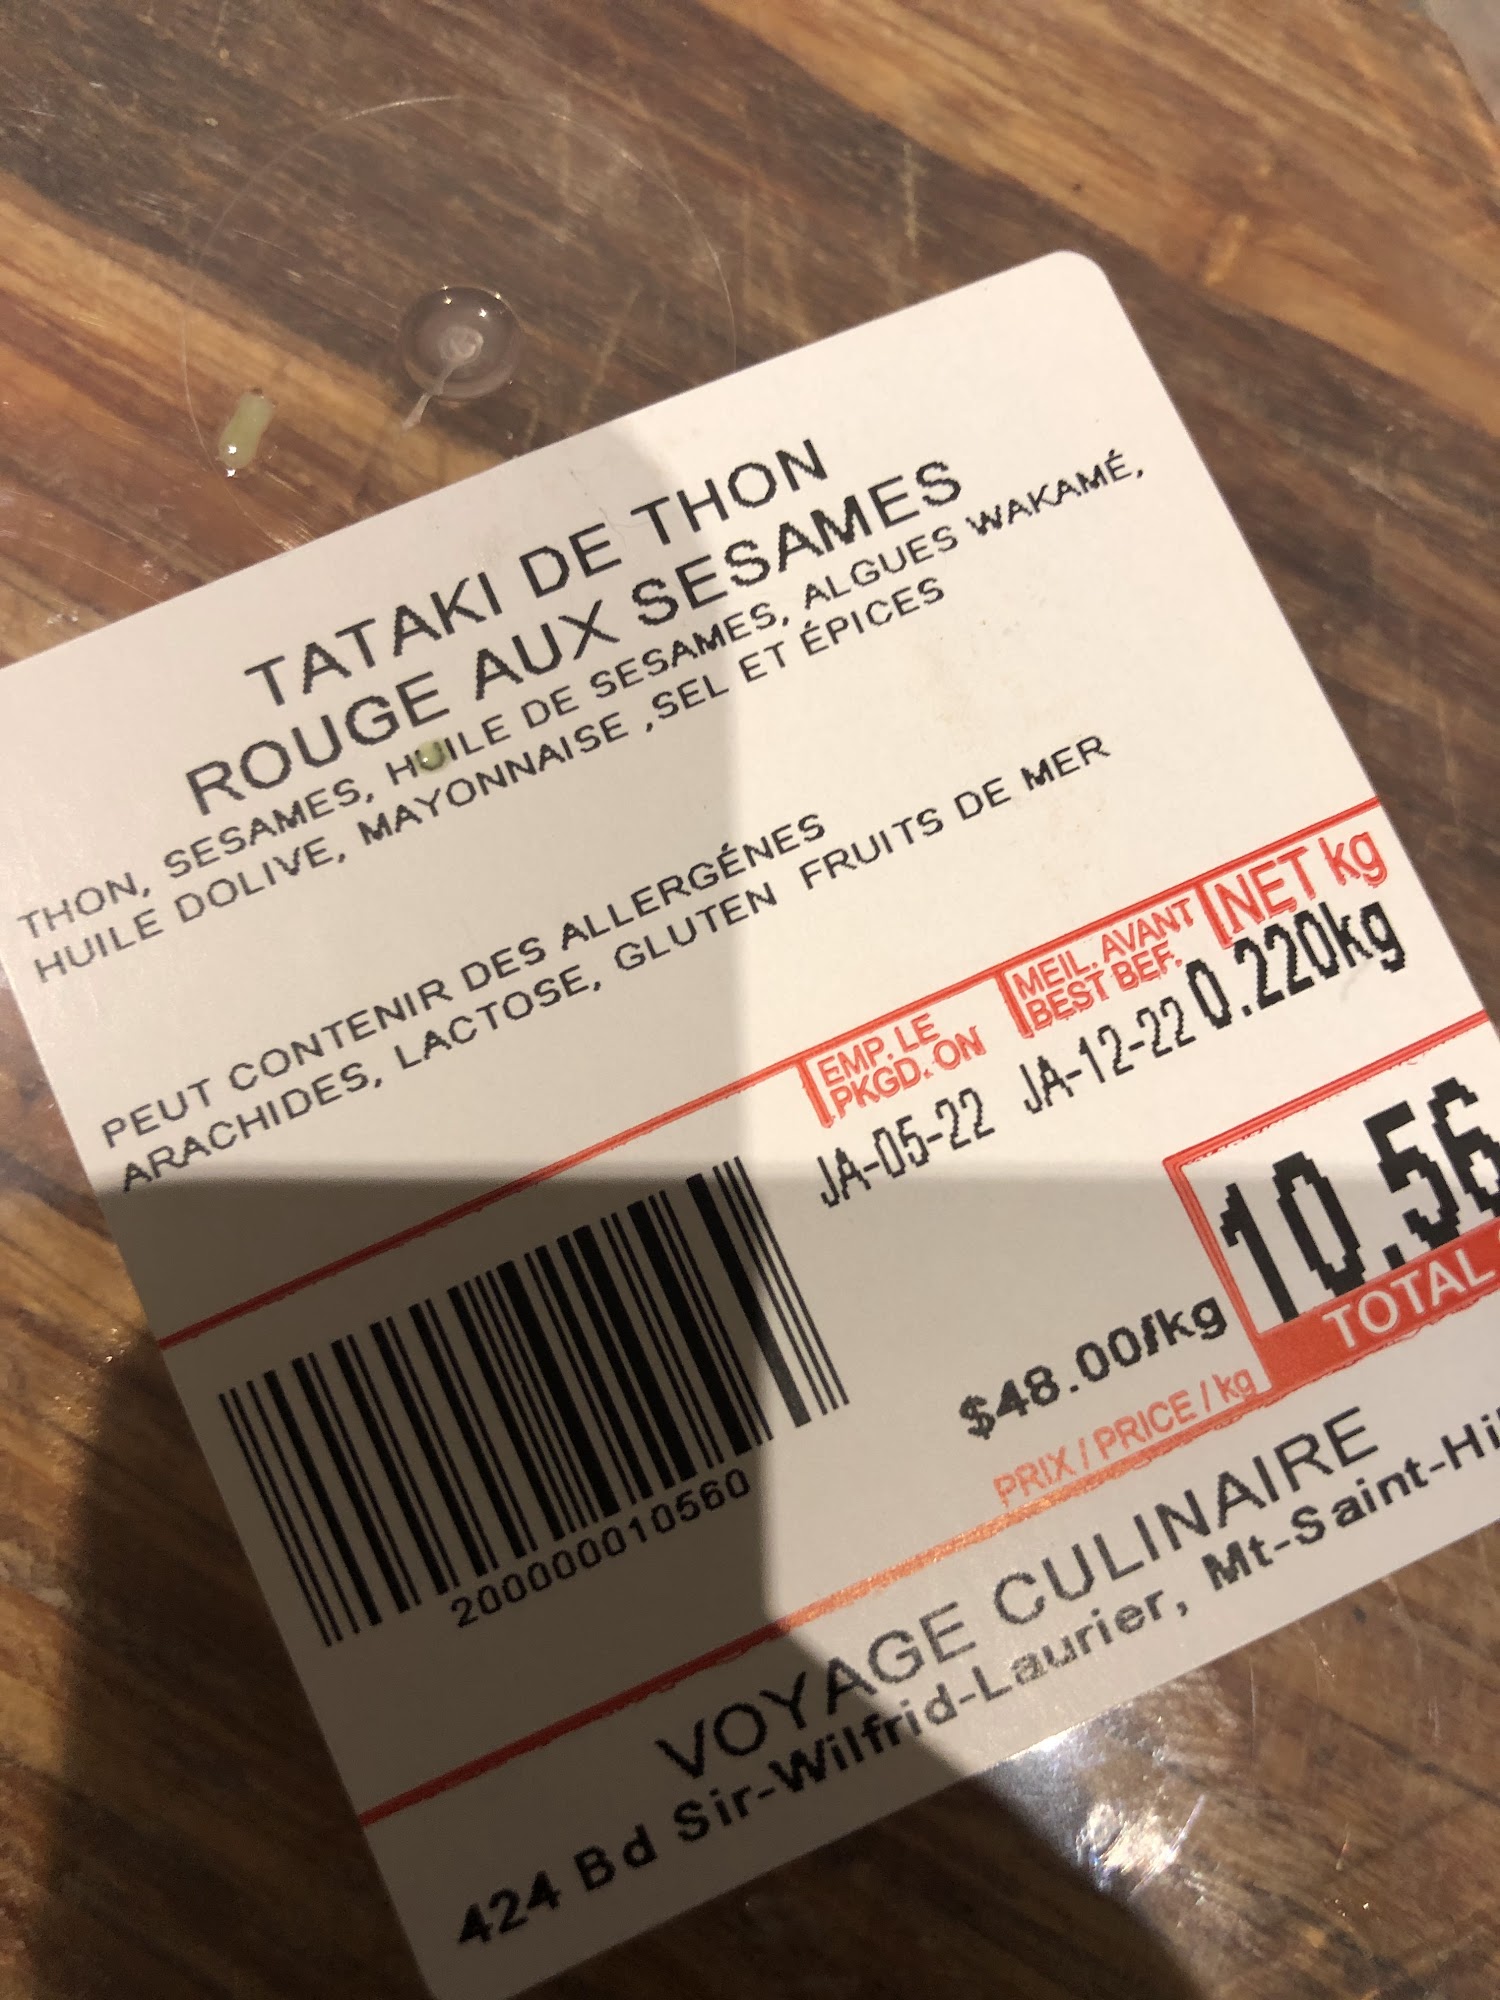 TATAKI DE THON
ROUGE AUX SESAMES
THON, SESAMES, HUILE DE SESAMES, ALGUES WAKAMÉ,
HUILE DOLIVE, MAYONNAISE ,SEL ET ÉPICES
PEUT CONTENIR DES ALLERGÉNES
ARACHIDES, LACTOSE, GLUTEN FRUITS DE MER
EMP. LE
PKGD. ON
JA-05-22
MEIL. AVANT
BEST BEF.
JA-12-22
NET kg
0.220kg
10.56
TOTAL
$48.00/kg
PRIX / PRICE / kg
200000010560
VOYAGE CULINAIRE
424 Bd Sir-Wilfrid-Laurier, Mt-Saint-Hi